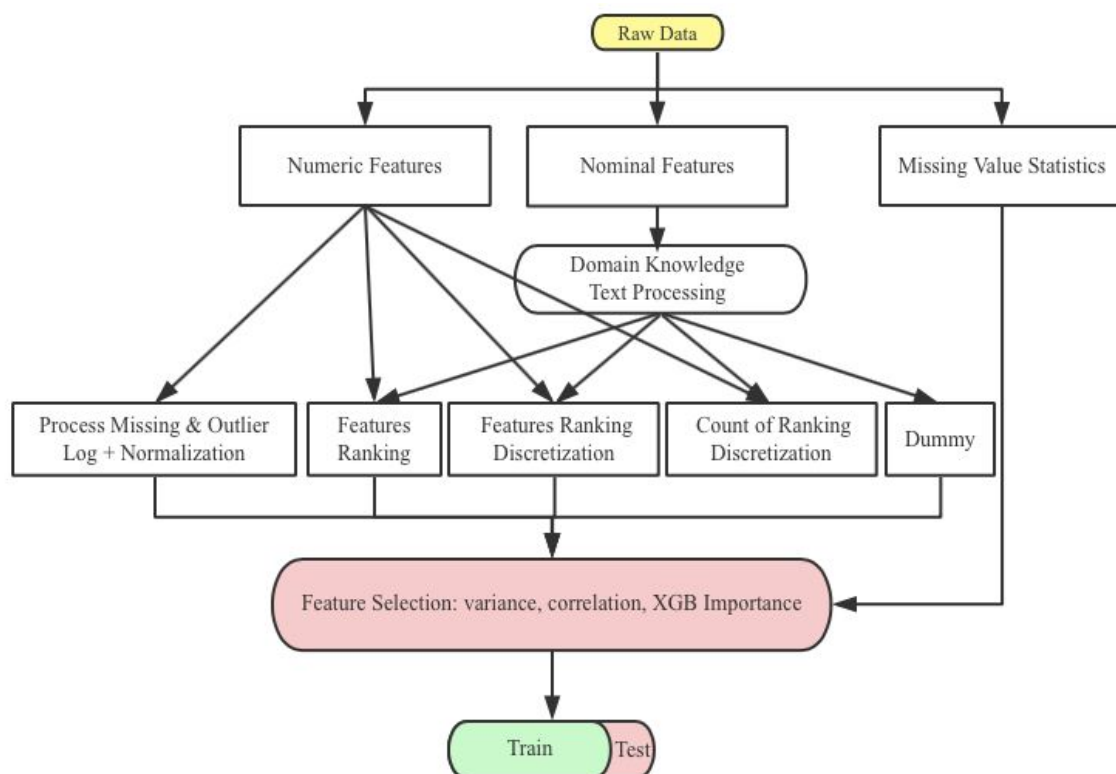 Raw Data
Numeric Features
Nominal Features
Missing Value Statistics
Domain Knowledge
Text Processing
Process Missing & Outlier
Log + Normalization
Features
Ranking
Features Ranking
Discretization
Count of Ranking
Discretization
Dummy
Feature Selection: variance, correlation, XGB Importance
Train
Test